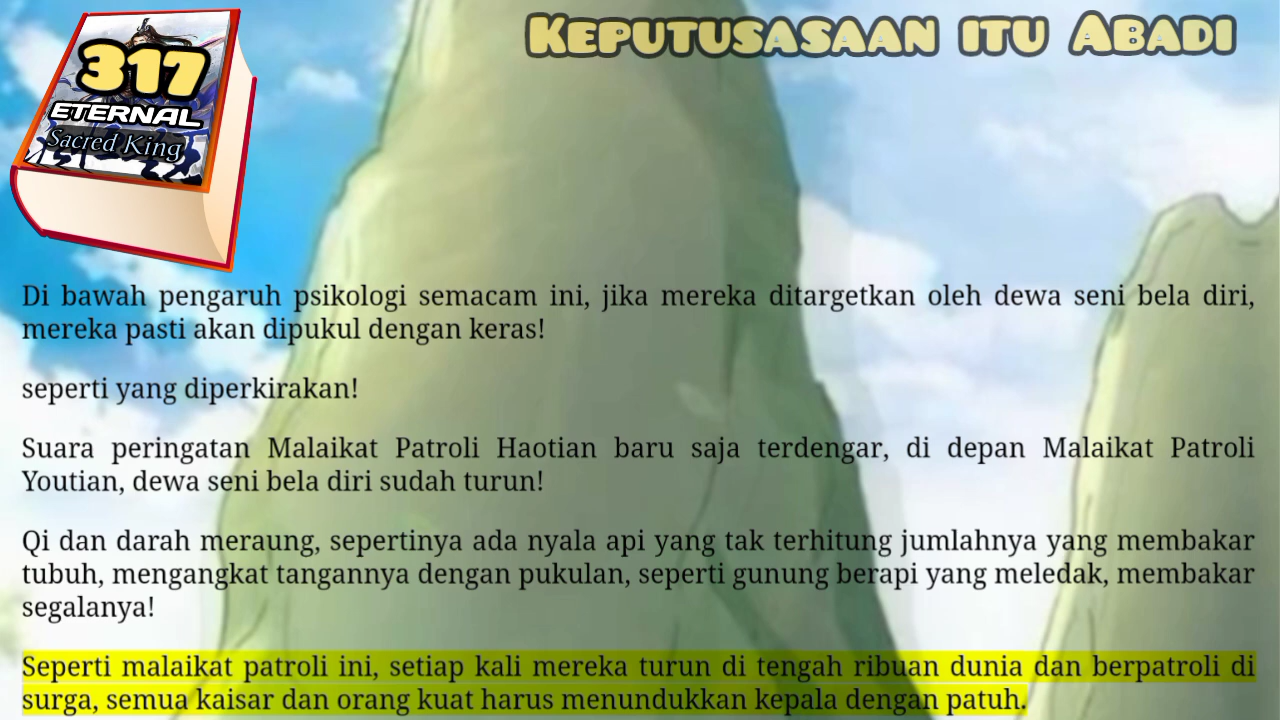 Keputusasaan itu Abadi
317
ETERNAL
Sacred King
Di bawah pengaruh psikologi semacam ini, jika mereka ditargetkan oleh dewa seni bela diri,
mereka pasti akan dipukul dengan keras!
seperti yang diperkirakan!
Suara peringatan Malaikat Patroli Haotian baru saja terdengar, di depan Malaikat Patroli
Youtian, dewa seni bela diri sudah turun!
Qi dan darah meraung, sepertinya ada nyala api yang tak terhitung jumlahnya yang membakar
tubuh, mengangkat tangannya dengan pukulan, seperti gunung berapi yang meledak, membakar
segalanya!
Seperti malaikat patroli ini, setiap kali mereka turun di tengah ribuan dunia dan berpatroli di
surga, semua kaisar dan orang kuat harus menundukkan kepala dengan patuh.